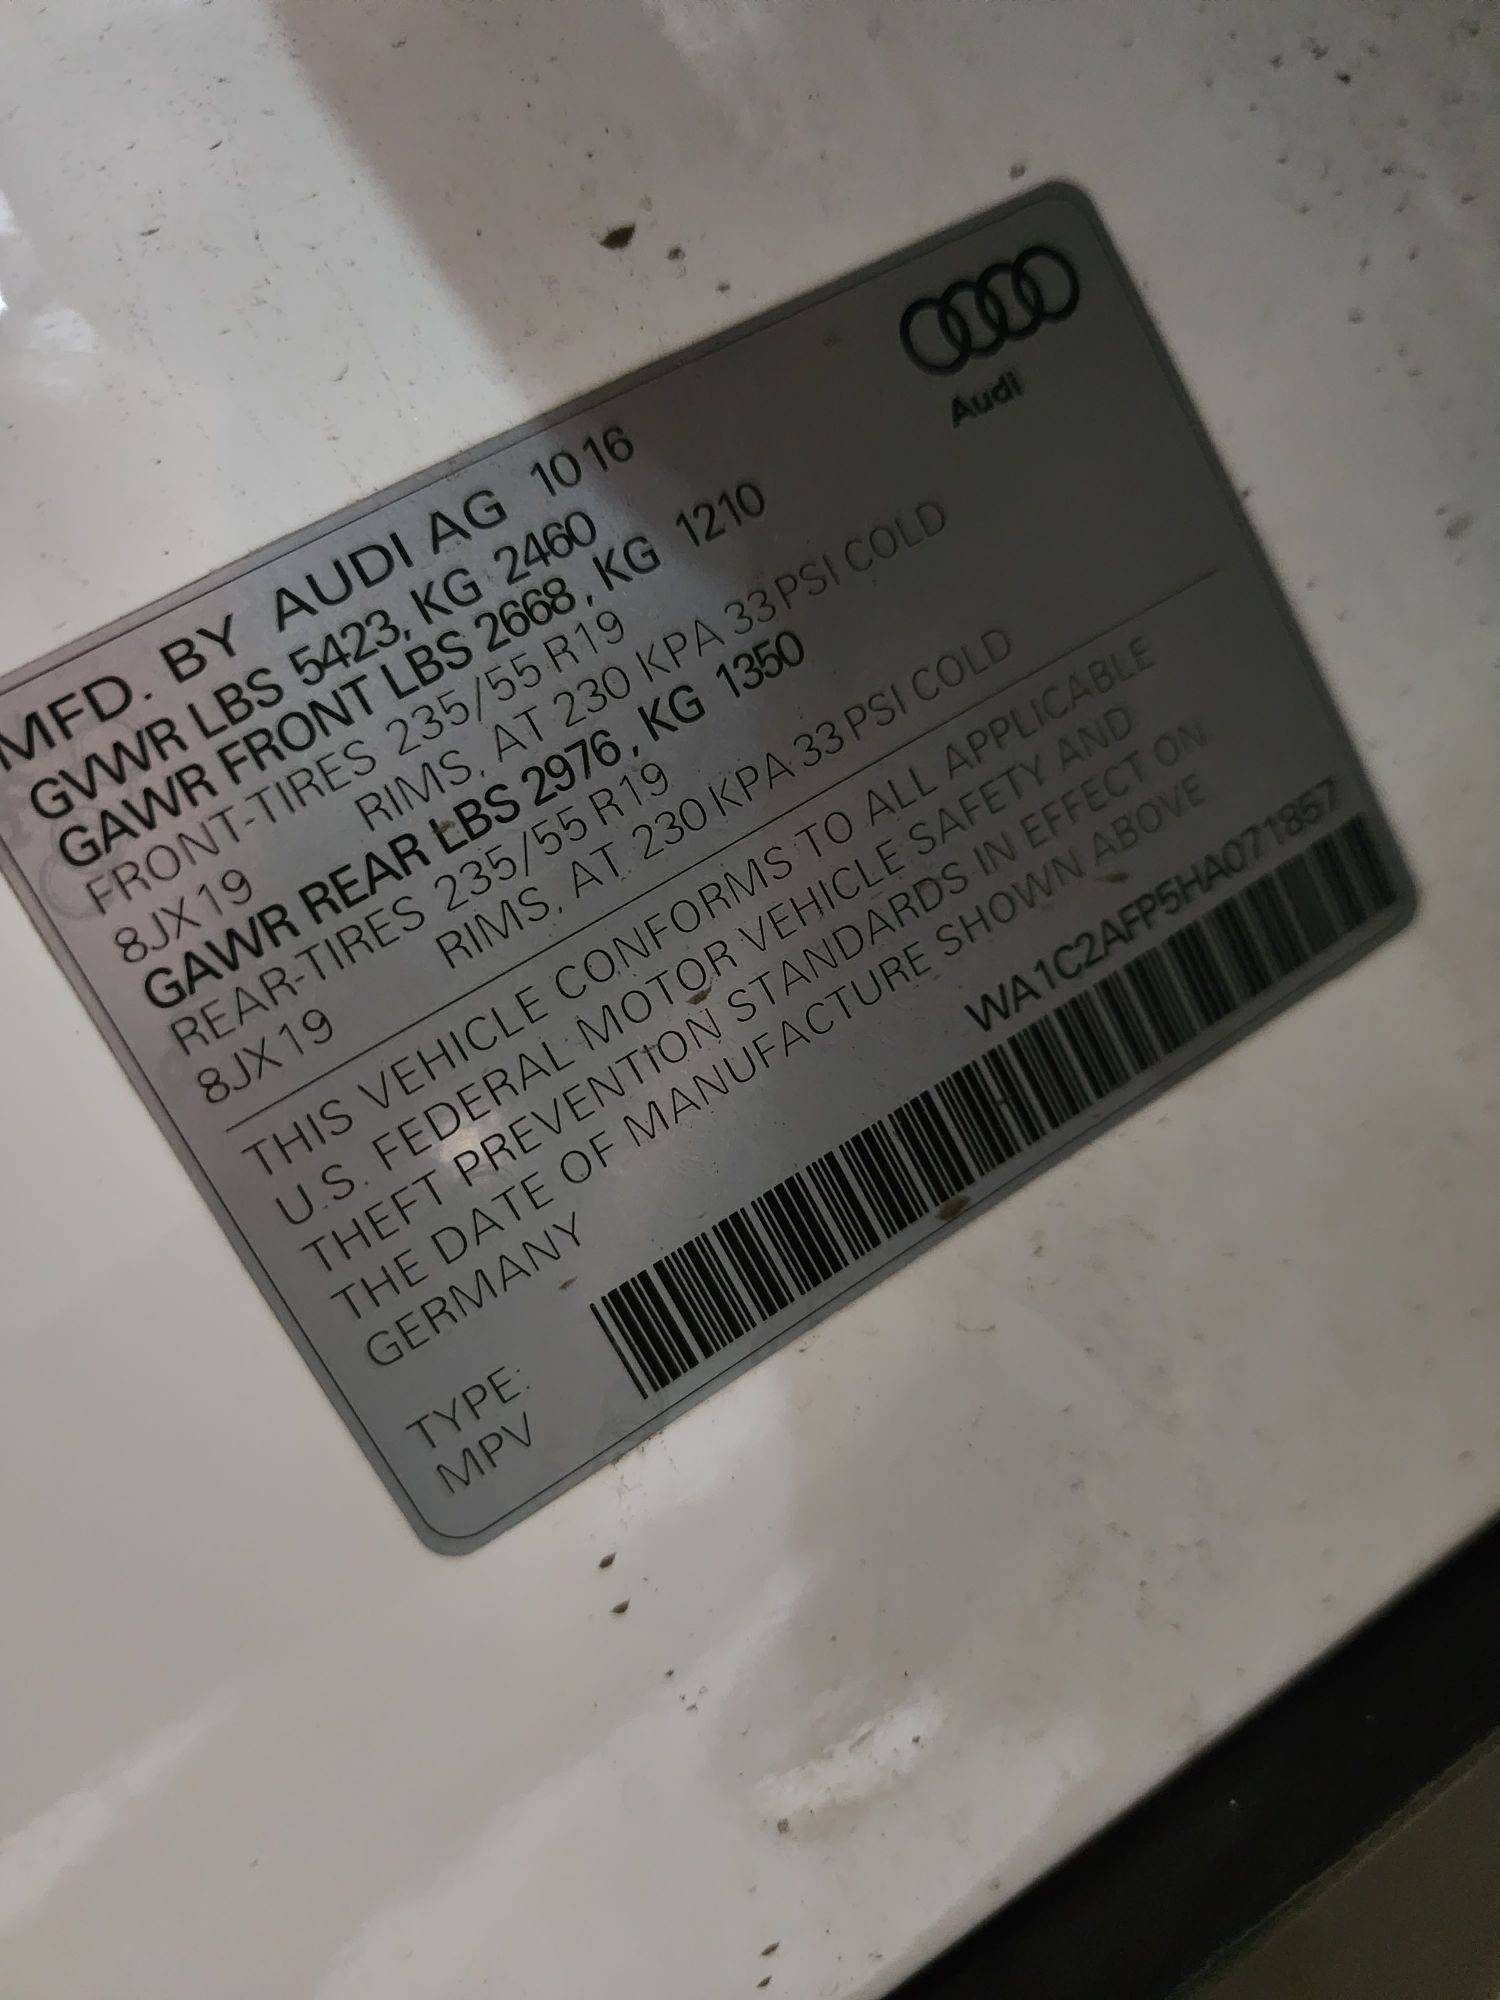 Audi
MFD. BY AUDI AG 1016
GVWR LBS 5423, KG 2460
GAWR FRONT LBS 2668, KG 1210
FRONT-TIRES 235/55 R19
8JX19 RIMS, AT 230 KPA 33 PSI COLD
GAWR REAR LBS 2976, KG 1350
REAR-TIRES 235/55 R19
8JX19 RIMS, AT 230 KPA 33 PSI COLD
THIS VEHICLE CONFORMS TO ALL APPLICABLE
U.S. FEDERAL MOTOR VEHICLE SAFETY AND
THEFT PREVENTION STANDARDS IN EFFECT ON
THE DATE OF MANUFACTURE SHOWN ABOVE
GERMANY
WA1C2AFP5HA071857
TYPE:
MPV